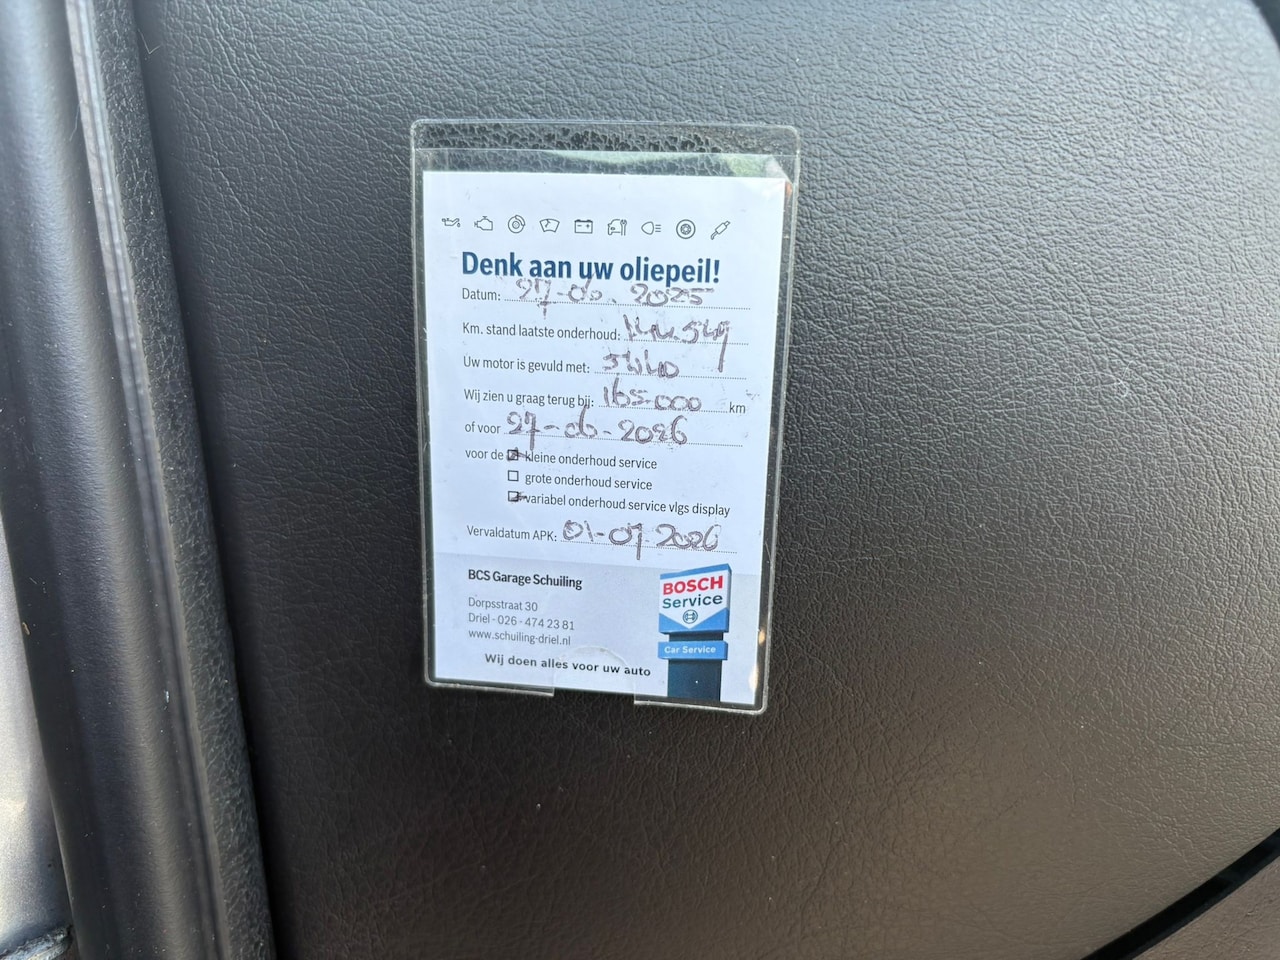 Denk aan uw oliepeil!
Datum: 27-06-2025
Km. stand laatste onderhoud:
Uw motor is gevuld met: 5W40
Wij zien u graag terug bij: 165.000 km
of voor 27-06-2026
voor de kleine onderhoud service
grote onderhoud service
variabel onderhoud service vlgs display
Vervaldatum APK: 01-07-2026
BCS Garage Schuiling
Dorpsstraat 30
Driel - 026 - 474 23 81
www.schuiling-driel.nl
Wij doen alles voor uw auto
BOSCH
Service
Car Service